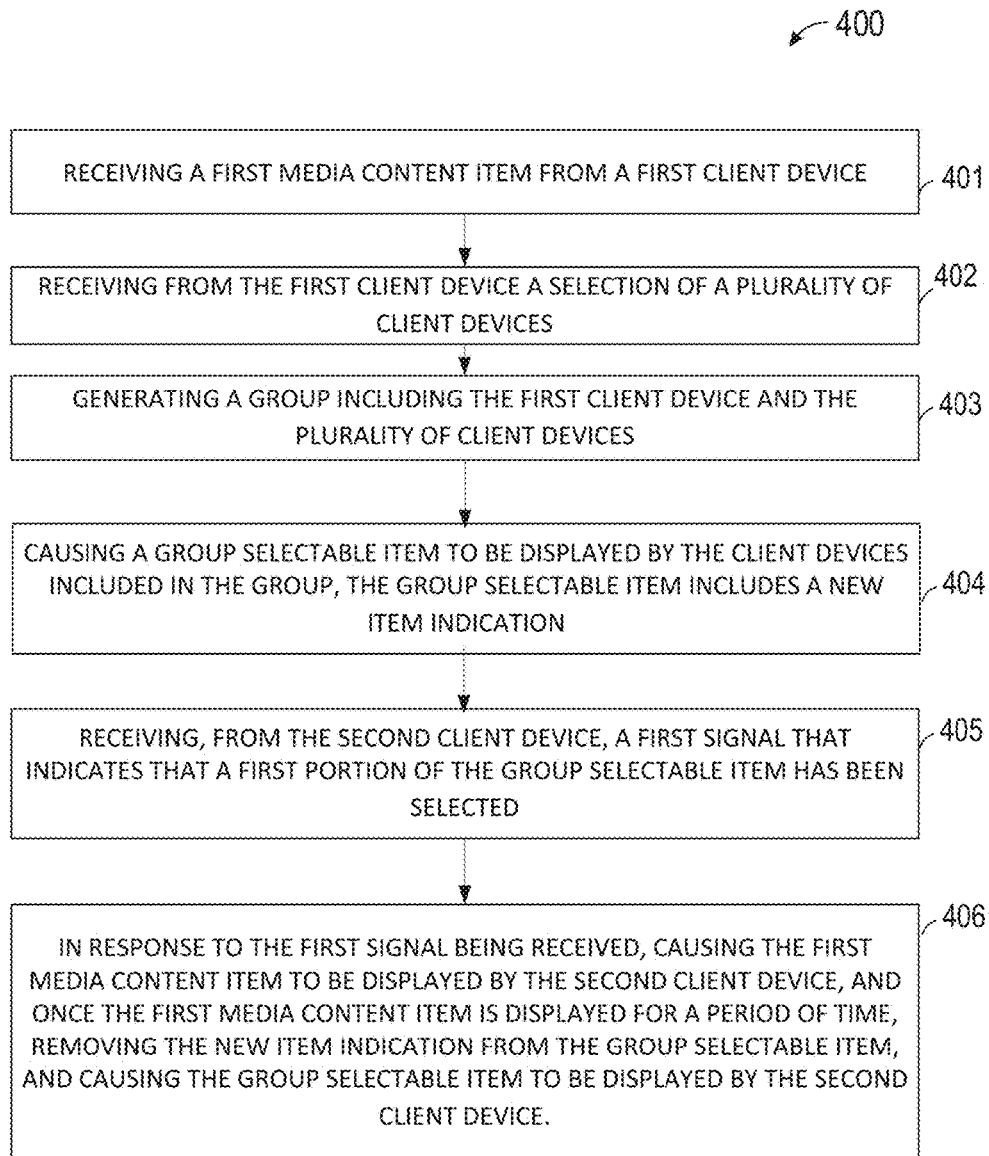 400
RECEIVING A FIRST MEDIA CONTENT ITEM FROM A FIRST CLIENT DEVICE
401
RECEIVING FROM THE FIRST CLIENT DEVICE A SELECTION OF A PLURALITY OF
CLIENT DEVICES
402
GENERATING A GROUP INCLUDING THE FIRST CLIENT DEVICE AND THE
PLURALITY OF CLIENT DEVICES
403
CAUSING A GROUP SELECTABLE ITEM TO BE DISPLAYED BY THE CLIENT DEVICES
INCLUDED IN THE GROUP, THE GROUP SELECTABLE ITEM INCLUDES A NEW
ITEM INDICATION
404
RECEIVING, FROM THE SECOND CLIENT DEVICE, A FIRST SIGNAL THAT
INDICATES THAT A FIRST PORTION OF THE GROUP SELECTABLE ITEM HAS BEEN
SELECTED
405
IN RESPONSE TO THE FIRST SIGNAL BEING RECEIVED, CAUSING THE FIRST
MEDIA CONTENT ITEM TO BE DISPLAYED BY THE SECOND CLIENT DEVICE, AND
ONCE THE FIRST MEDIA CONTENT ITEM IS DISPLAYED FOR A PERIOD OF TIME,
REMOVING THE NEW ITEM INDICATION FROM THE GROUP SELECTABLE ITEM,
AND CAUSING THE GROUP SELECTABLE ITEM TO BE DISPLAYED BY THE SECOND
CLIENT DEVICE.
406